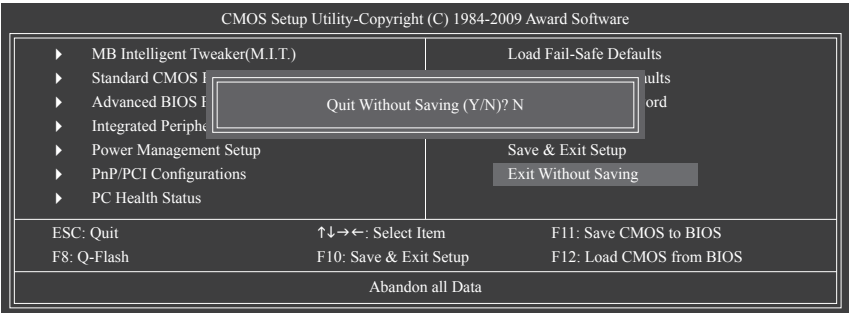 CMOS Setup Utility-Copyright (C) 1984-2009 Award Software
MB Intelligent Tweaker(M.I.T.)
Standard CMOS
Advanced BIOS
Integrated
Power Management Setup
PnP/PCI Configurations
PC Health Status
Load Fail-Safe Defaults
Save & Exit Setup
Exit Without Saving
Quit Without Saving (Y/N)? N
ESC: Quit
↑↓→←: Select Item
F11: Save CMOS to BIOS
F8: Q-Flash
F10: Save & Exit Setup
F12: Load CMOS from BIOS
Abandon all Data